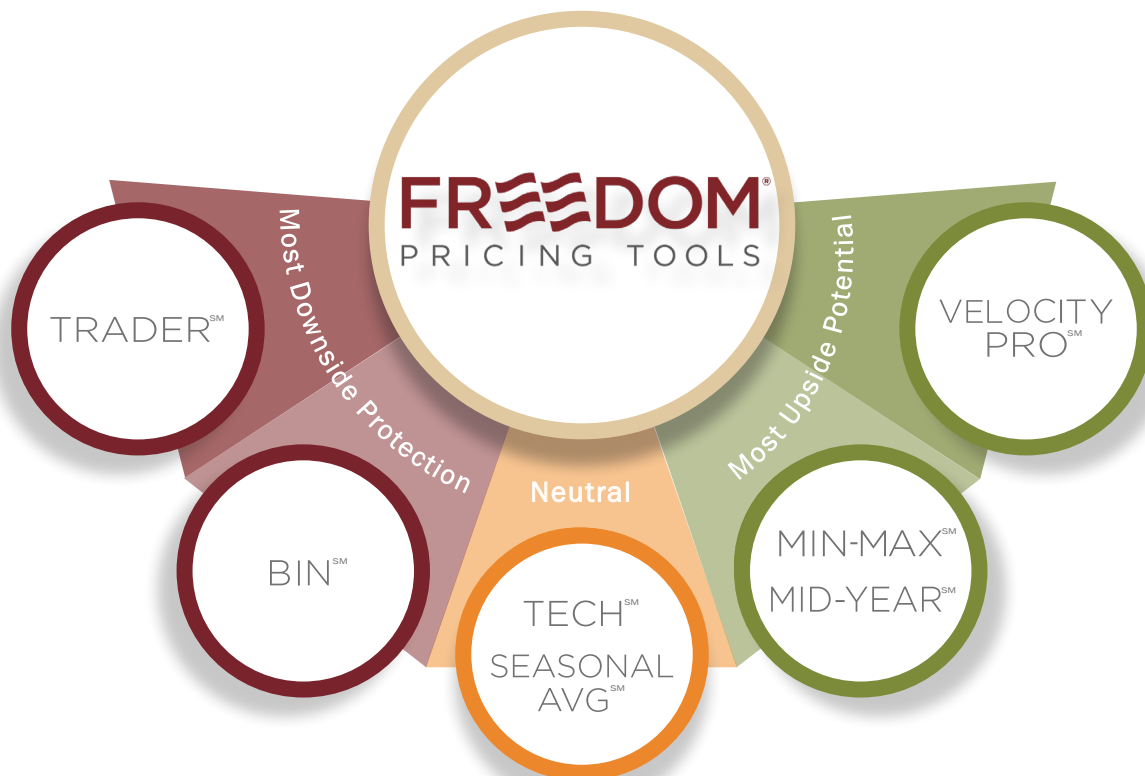 FREEDOM®
PRICING TOOLS
Most Downside Protection
Most Upside Potential
TRADER℠
VELOCITY
PRO℠
Neutral
BIN℠
MIN-MAX℠
MID-YEAR℠
TECH℠
SEASONAL
AVG℠